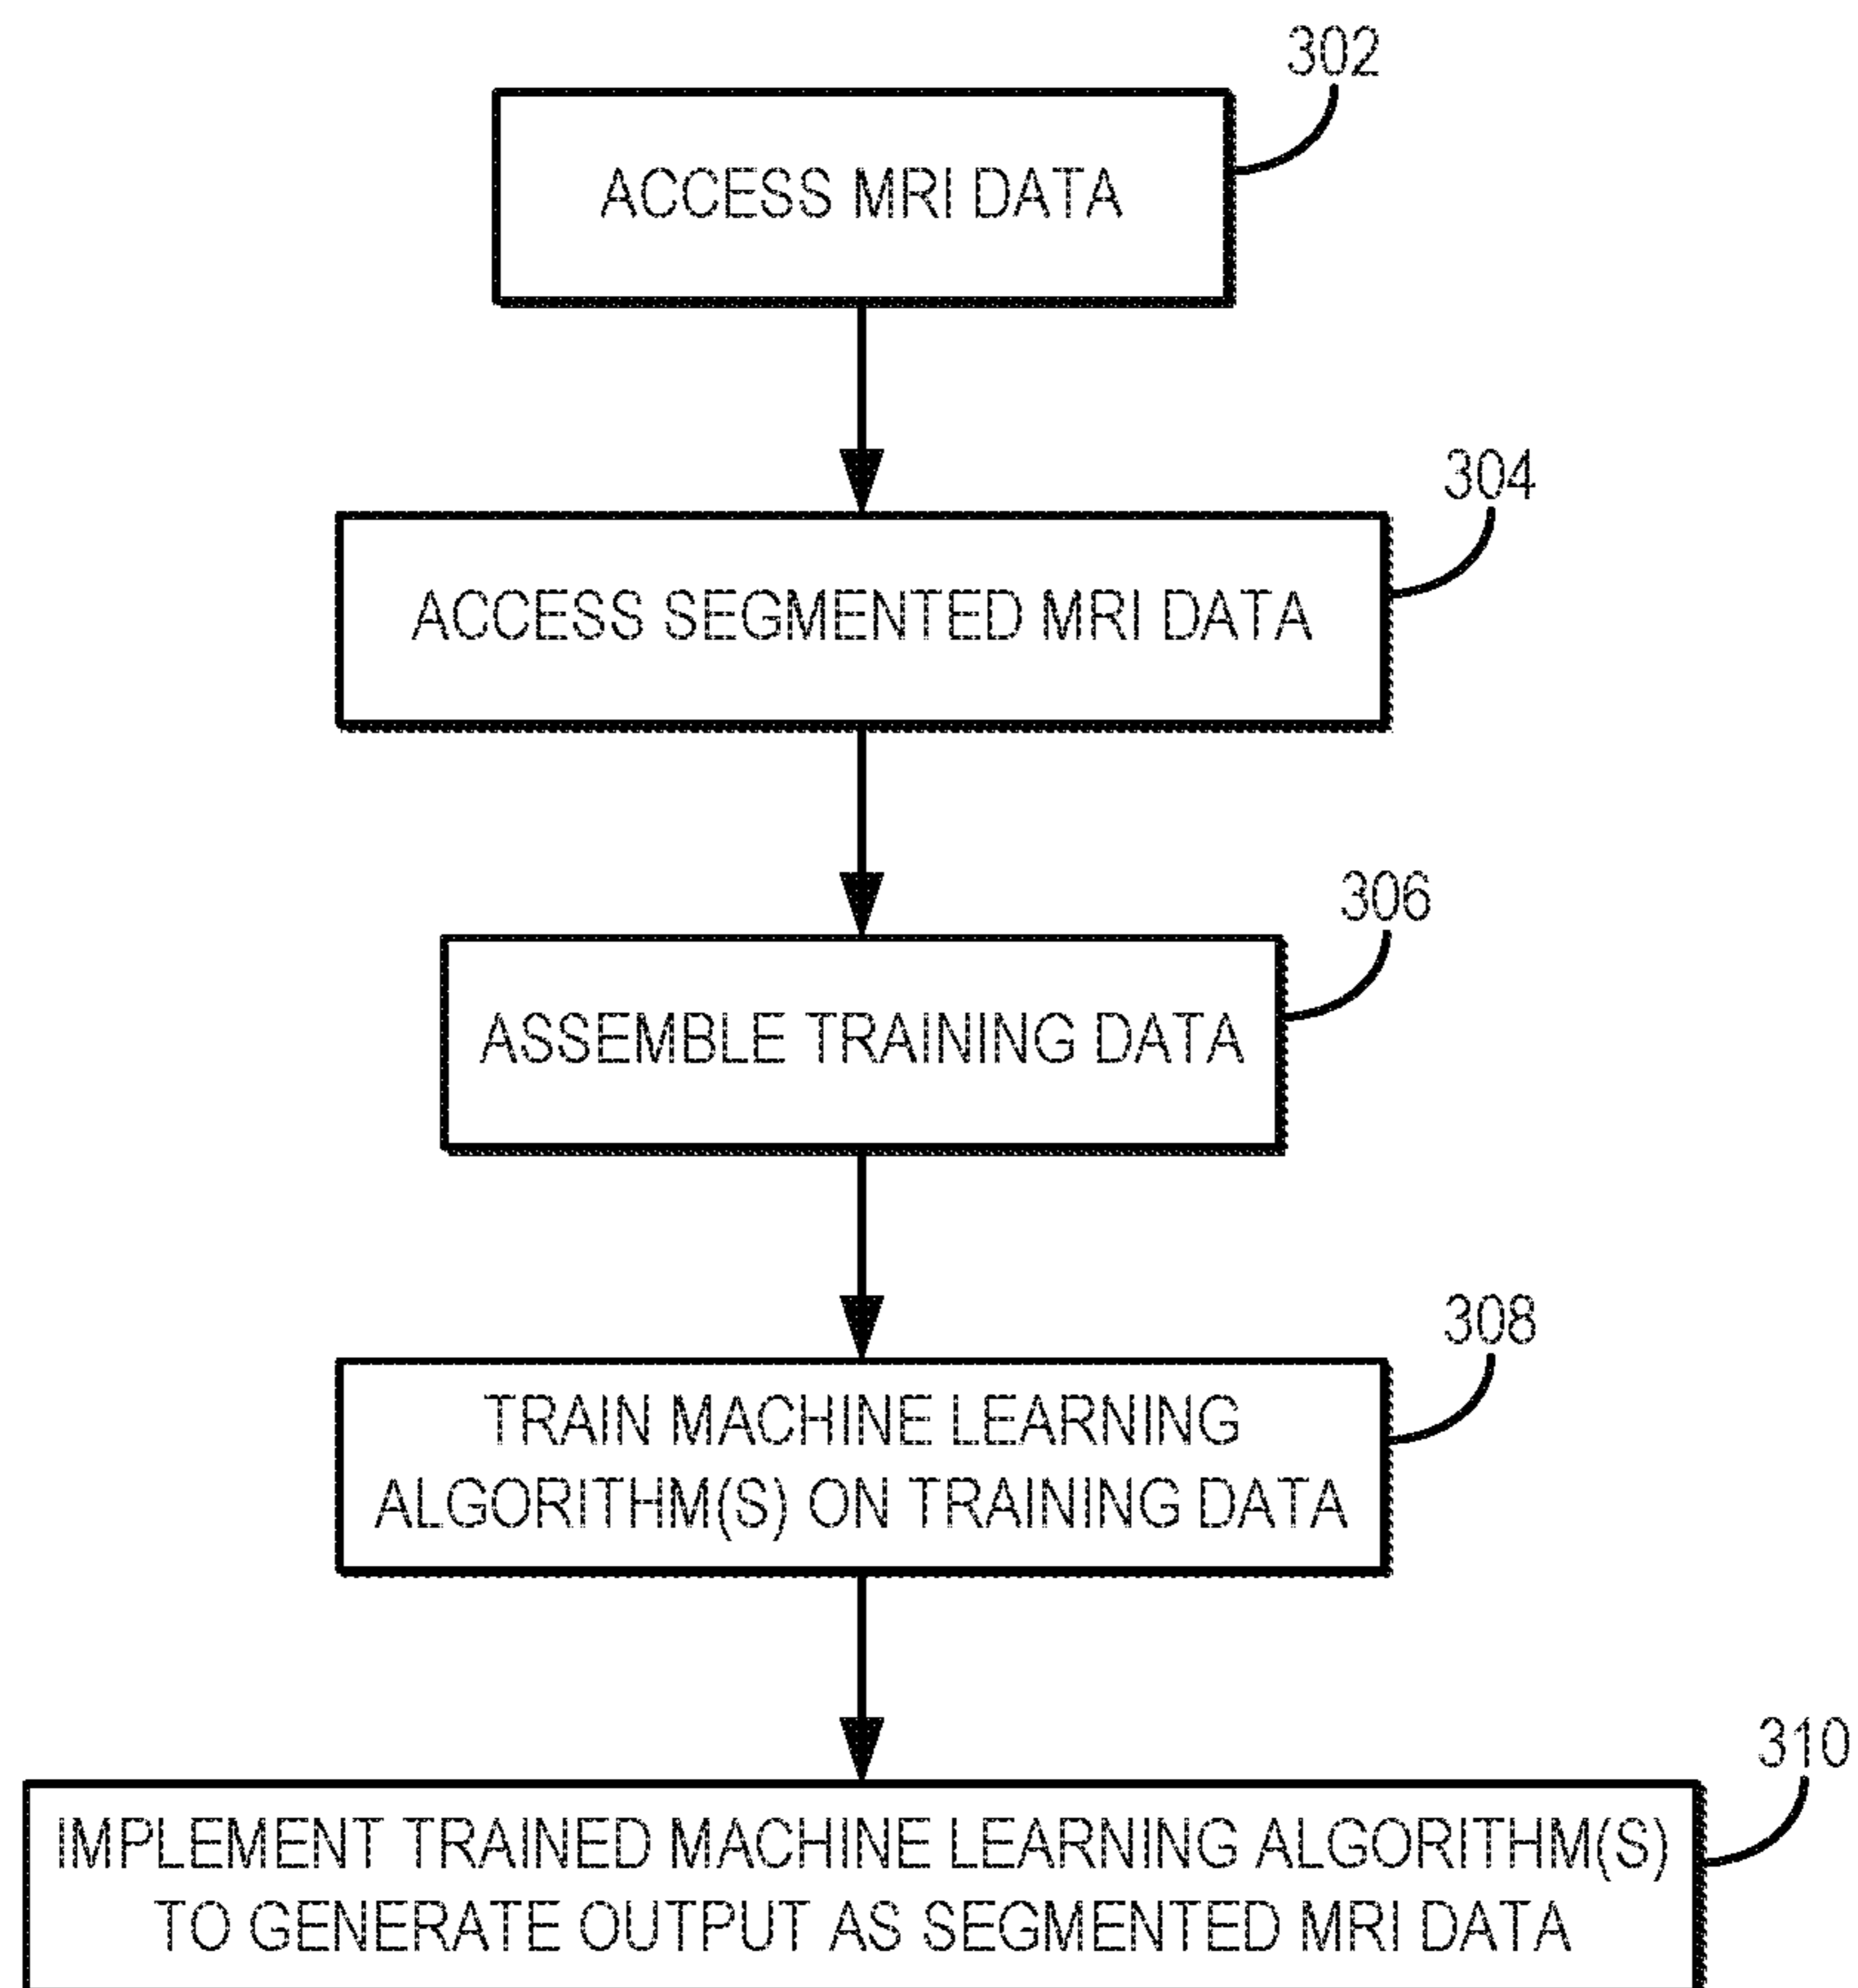 302
ACCESS MRI DATA
304
ACCESS SEGMENTED MRI DATA
306
ASSEMBLE TRAINING DATA
308
TRAIN MACHINE LEARNING
ALGORITHM(S) ON TRAINING DATA
310
IMPLEMENT TRAINED MACHINE LEARNING ALGORITHM(S)
TO GENERATE OUTPUT AS SEGMENTED MRI DATA